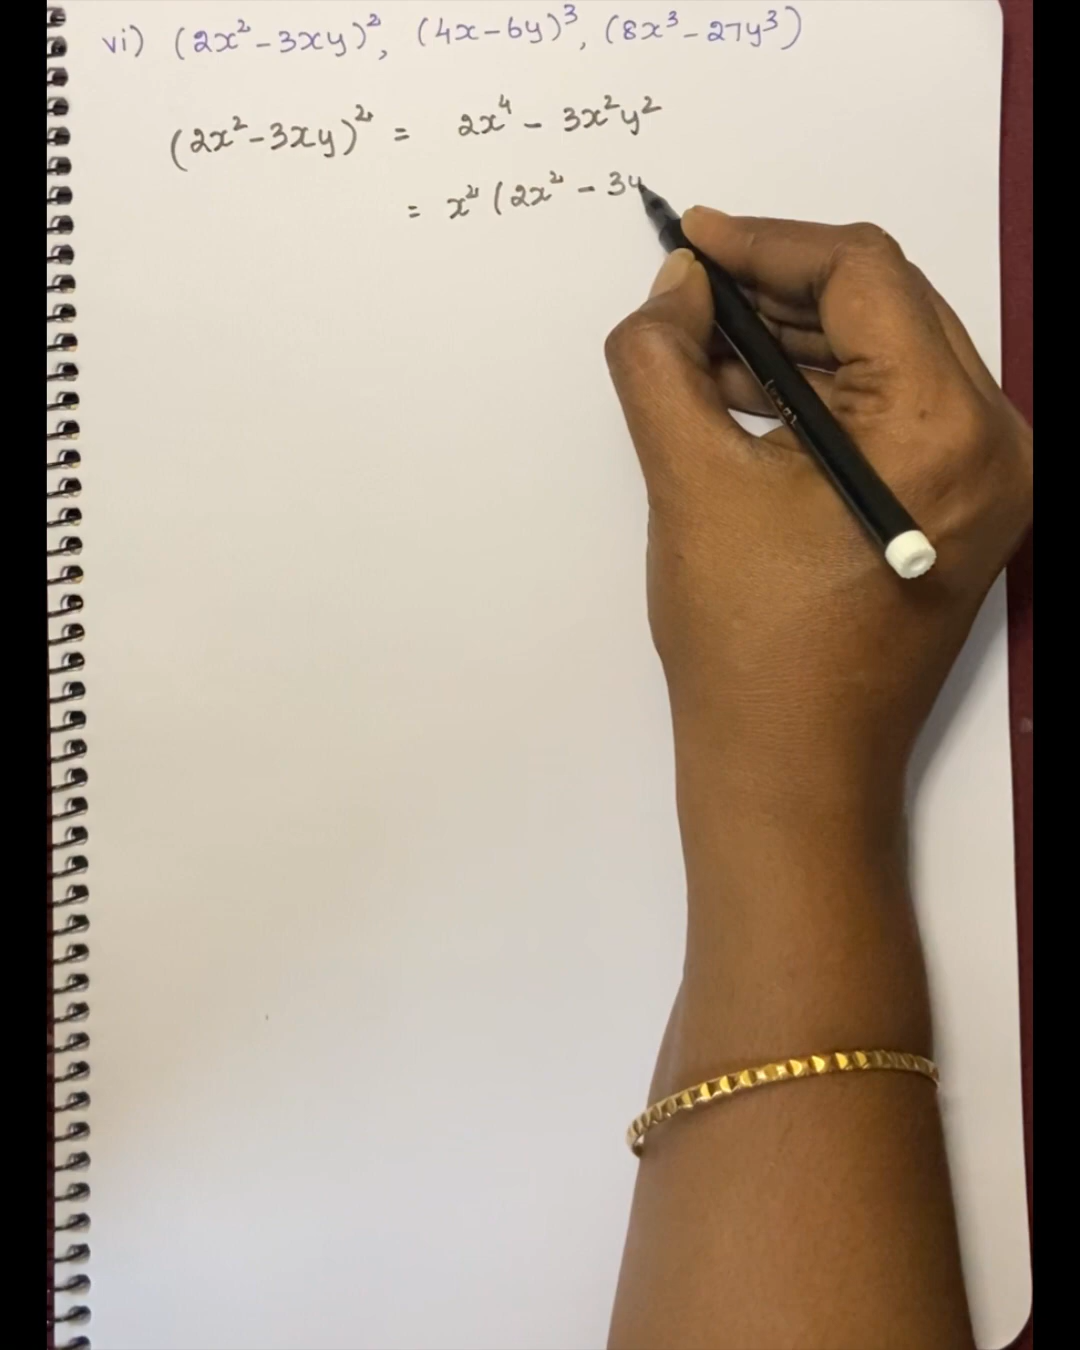 vi) (2x² - 3xy)², (4x - 6y)³, (8x³ - 27y³)
(2x² - 3xy)² = 2x⁴ - 3x²y²
= x² (2x² - 3y